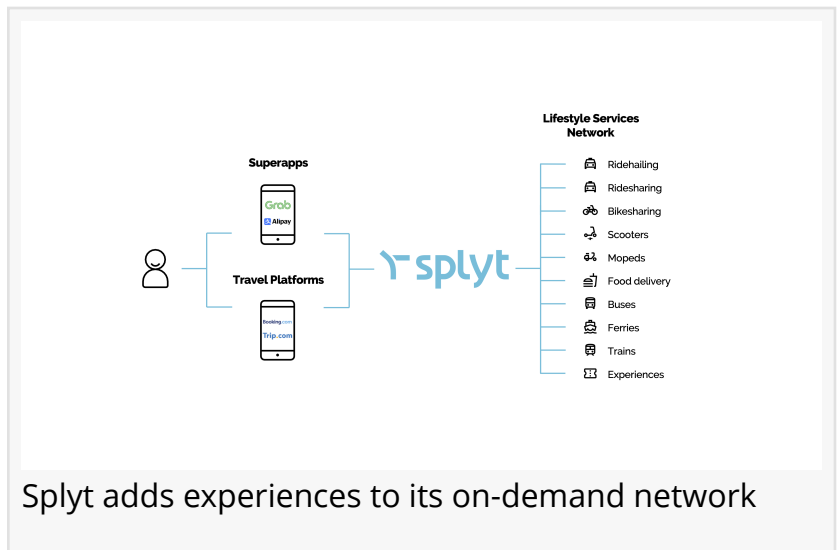 Lifestyle Services
Network
Superapps
Grab
Alipay
Travel Platforms
Booking.com
Trip.com
splyt
Ridehailing
Ridesharing
Bikesharing
Scooters
Mopeds
Food delivery
Buses
Ferries
Trains
Experiences
Splyt adds experiences to its on-demand network